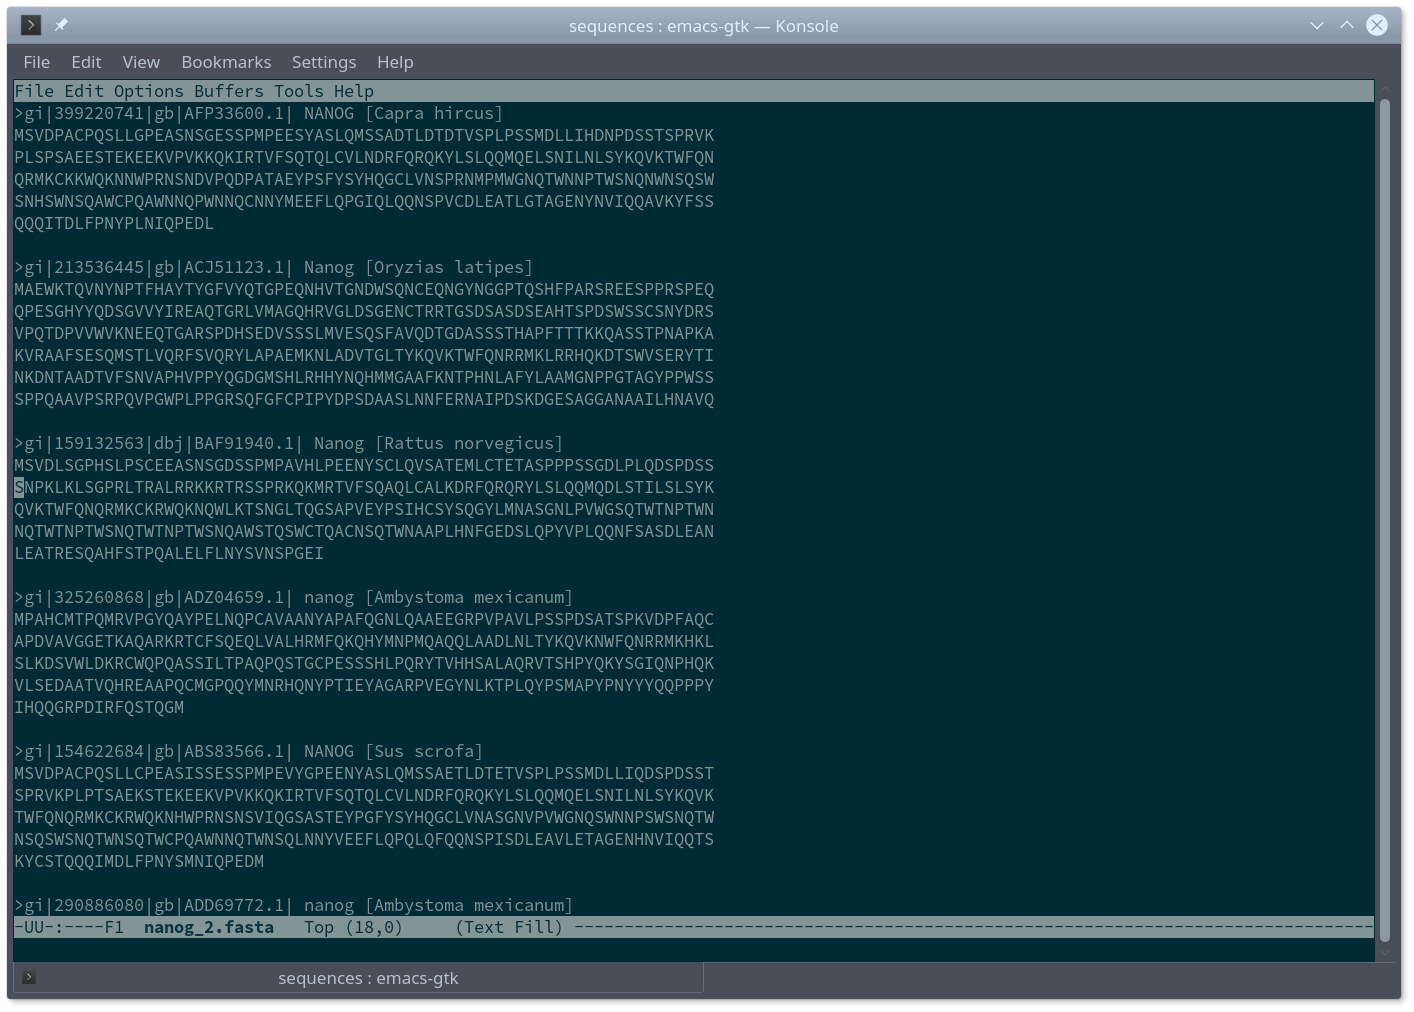 sequences : emacs-gtk — Konsole
File Edit View Bookmarks Settings Help
File Edit Options Buffers Tools Help
>gi|399220741|gb|AFP33600.1| NANOG [Capra hircus]
MSVDPACPQSLLGPEASNSGESSPMPEESYASLQMSSADTLDTDTVSPLPSSMDLLIHDNPDSSTSPRVK
PLSPSAEESTEKEEKVPVKKQKIRTVFSQTQLCVLNDRFQRQKYLSLQQMQELSNILNLSYKQVKTWFQN
QRMKCKKWQKNNWPRNSNDVPQDPATAEYPSFYSYHQGCLVNSPRNMPMWGNQTWNNPTWSNQNWNSQSW
SNHSWNSQAWCPQAWNNQPWNNQCNNYMEEFLQPGIQLQQNSPVCDLEATLGTAGENYNVIQQAVKYFSS
QQQITDLFPNYPLNIQPEDL
>gi|213536445|gb|ACJ51123.1| Nanog [Oryzias latipes]
MAEWKTQVNYNPTFHAYTYGFVYQTGPEQNHVTGNDWSQNCEQNGYNGGPTQSHFPARSREESPPRSPEQ
QPESGHYYQDSGVVYIREAQTGRLVMAGQHRVGLDSGENCTRRTGSDSASDSEAHTSPDSWSSCSNYDRS
VPQTDPVVWVKNEEQTGARSPDHSEDVSSSLMVESQSFAVQDTGDASSSTHAPFTTTKKQASSTPNAPKA
KVRAAFSESQMSTLVQRFSVQRYLAPAEMKNLADVTGLTYKQVKTWFQNRRMKLRRHQKDTSWVSERYTI
NKDNTAADTVFSNVAPHVPPYQGDGMSHLRHHYNQHMMGAAFKNTPHNLAFYLAAMGNPPGTAGYPPWSS
SPPQAAVPSRPQVPGWPLPPGRSQFGFCPIPYDPSDAASLNNFERNAIPDSKDGESAGGANAAILHNAVQ
>gi|159132563|dbj|BAF91940.1| Nanog [Rattus norvegicus]
MSVDLSGPHSLPSCEEASNSGDSSPMPAVHLPEENYSCLQVSATEMLCTETASPPPSSGDLPLQDSPDSS
SNPKLKLSGPRLTRALRRKKRTRSSPRKQKMRTVFSQAQLCALKDRFQRQRYLSLQQMQDLSTILSLSYK
QVKTWFQNQRMKCKRWQKNQWLKTSNGLTQGSAPVEYPSIHCSYSQGYLMNASGNLPVWGSQTWTNPTWN
NQTWTNPTWSNQTWTNPTWSNQAWSTQSWCTQACNSQTWNAAPLHNFGEDSLQPYVPLQQNFSASDLEAN
LEATRESQAHFSTPQALELFLNYSVNSPGEI
>gi|325260868|gb|ADZ04659.1| nanog [Ambystoma mexicanum]
MPAHCMTPQMRVPGYQAYPELNQPCAVAANYAPAFQGNLQAAEEGRPVPAVLPSSPDSATSPKVDPFAQC
APDVAVGGETKAQARKRTCFSQEQLVALHRMFQKQHYMNPMQAQQLAADLNLTYKQVKNWFQNRRMKHKL
SLKDSVWLDKRCWQPQASSILTPAQPQSTGCPESSSHLPQRYTVHHSALAQRVTSHPYQKYSGIQNPHQK
VLSEDAATVQHREAAPQCMGPQQYMNRHQNYPTIEYAGARPVEGYNLKTPLQYPSMAPYPNYYYQQPPPY
IHQQGRPDIRFQSTQGM
>gi|154622684|gb|ABS83566.1| NANOG [Sus scrofa]
MSVDPACPQSLLCPEASISSESSPMPEVYGPEENYASLQMSSAETLDTETVSPLPSSMDLLIQDSPDSST
SPRVKPLPTSAEKSTEKEEKVPVKKQKIRTVFSQTQLCVLNDRFQRQKYLSLQQMQELSNILNLSYKQVK
TWFQNQRMKCKRWQKNHWPRNSNSVIQGSASTEYPGFYSYHQGCLVNASGNVPVWGNQSWNNPSWSNQTW
NSQSWSNQTWNSQTWCPQAWNNQTWNSQLNNYVEEFLQPQLQFQQNSPISDLEAVLETAGENHNVIQQTS
KYCSTQQQIMDLFPNYSMNIQPEDM
>gi|290886080|gb|ADD69772.1| nanog [Ambystoma mexicanum]
-UU-:----F1  nanog_2.fasta   Top (18,0)     (Text Fill) --------------------------------------------------------------------------------
sequences : emacs-gtk